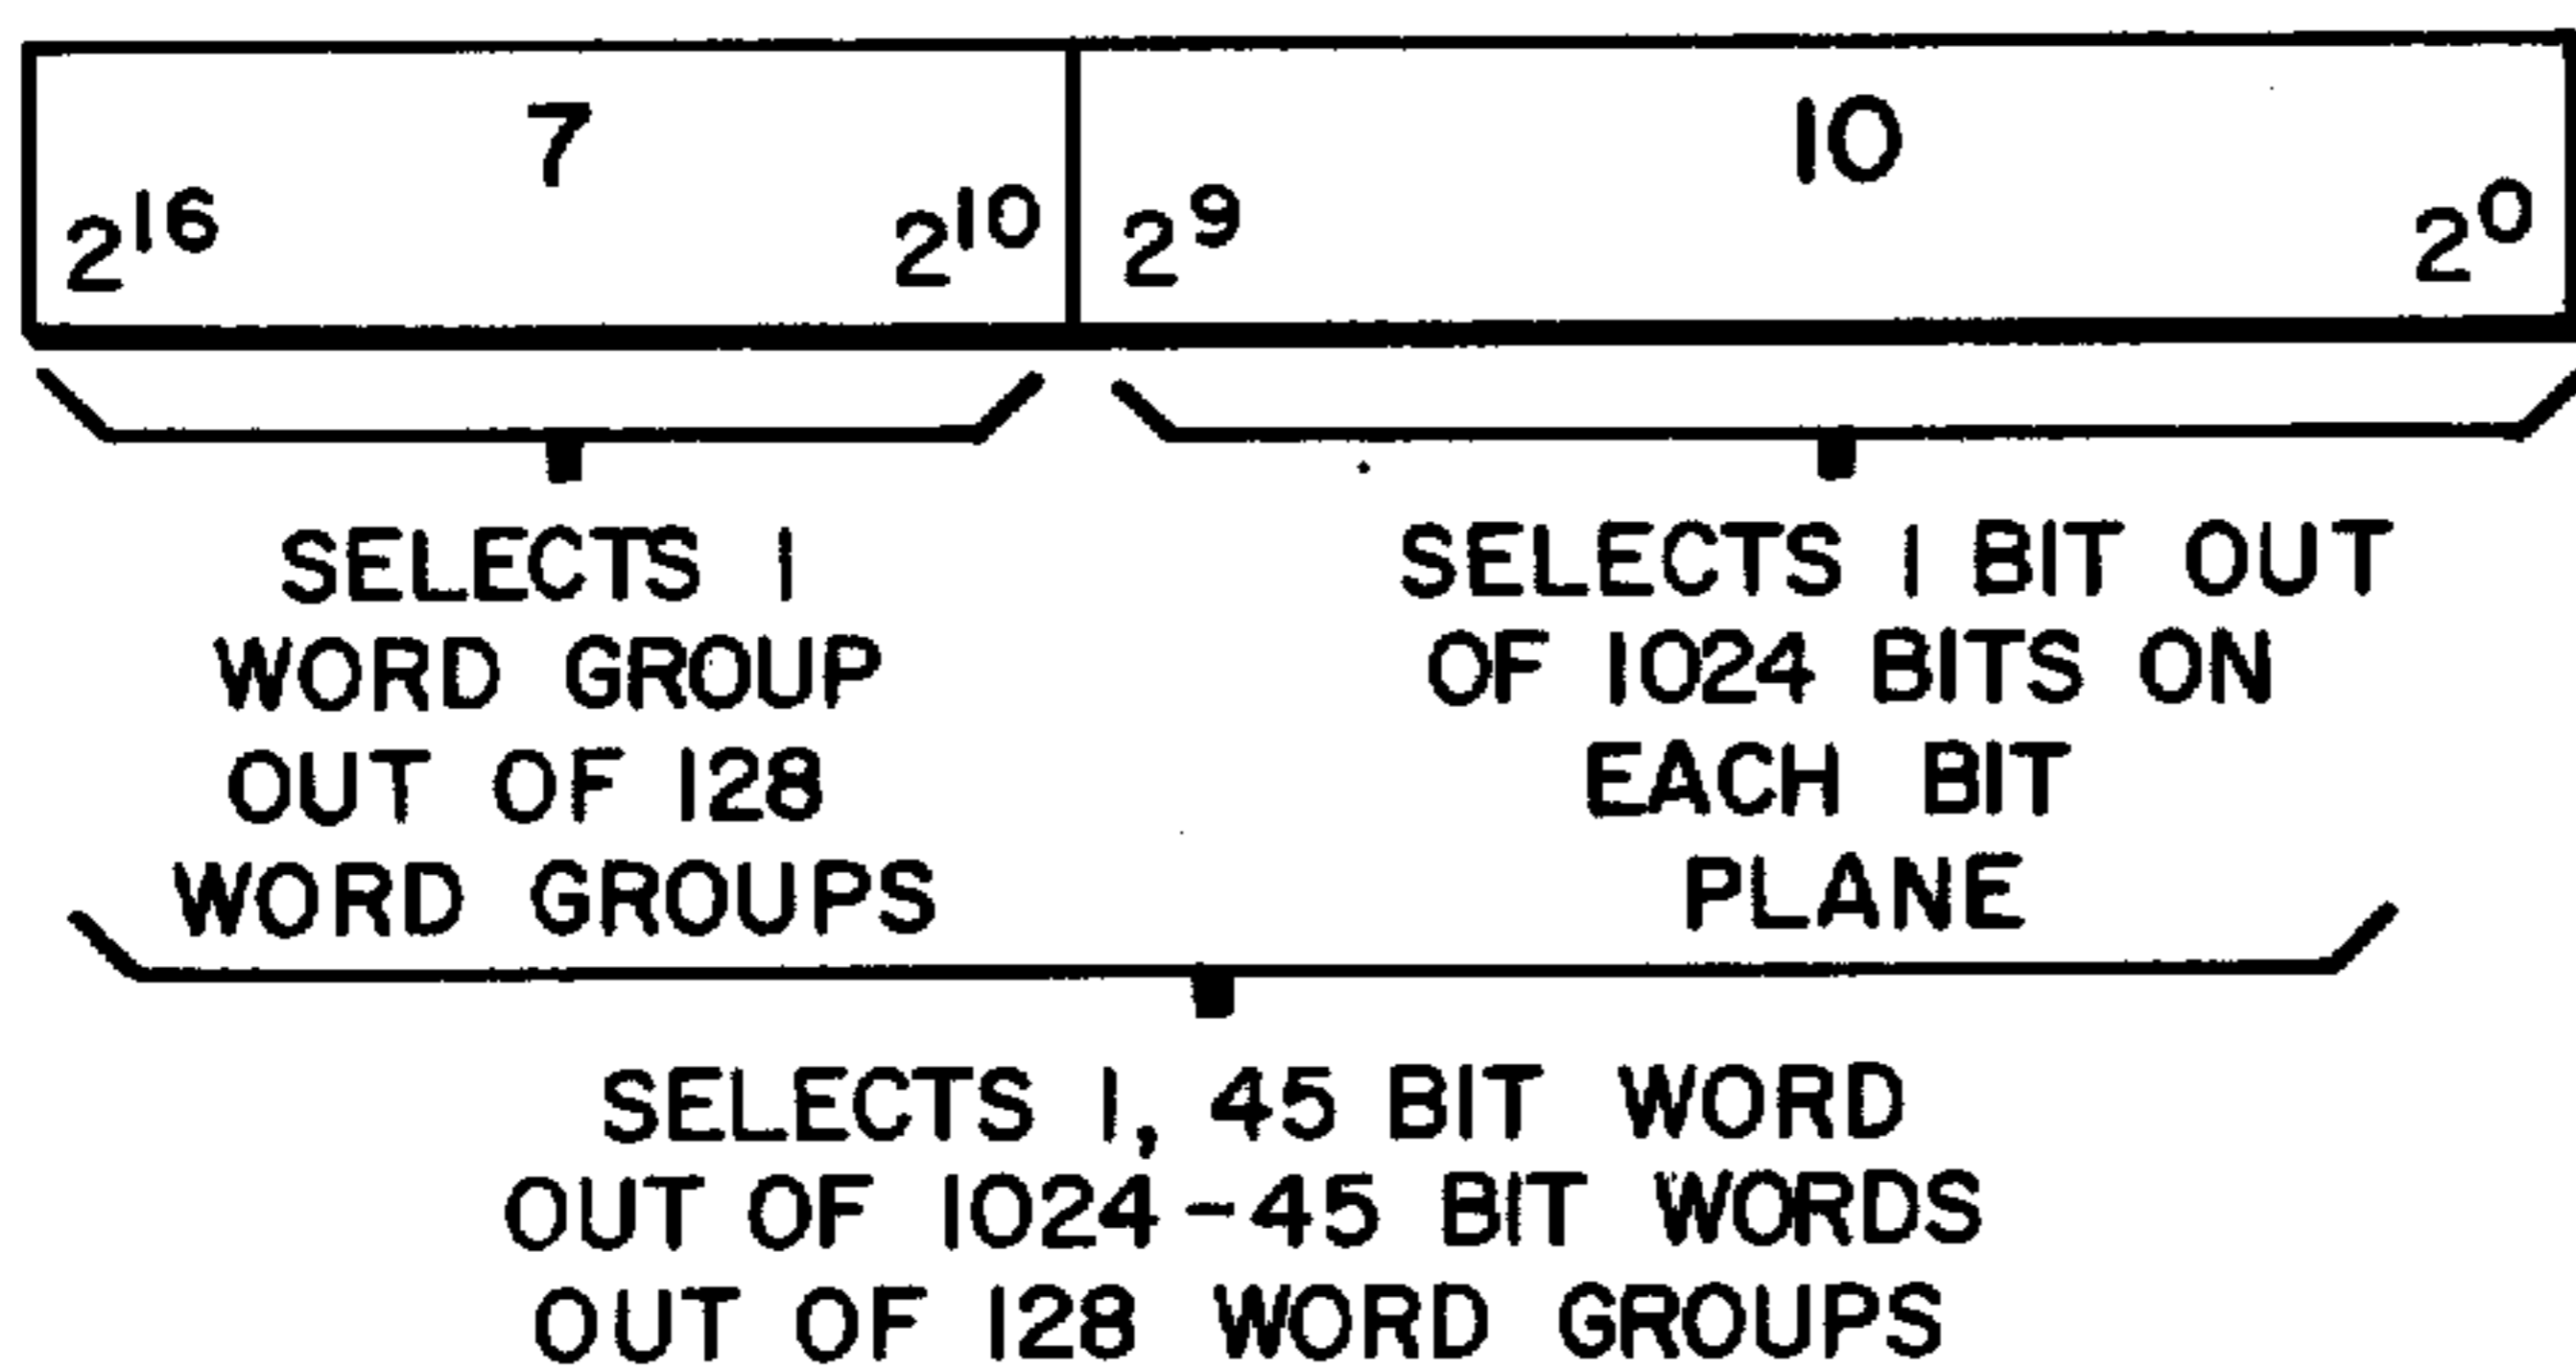 7 10
2^16 2^10 2^9 2^0
SELECTS 1
WORD GROUP
OUT OF 128
WORD GROUPS
SELECTS 1 BIT OUT
OF 1024 BITS ON
EACH BIT
PLANE
SELECTS 1, 45 BIT WORD
OUT OF 1024-45 BIT WORDS
OUT OF 128 WORD GROUPS